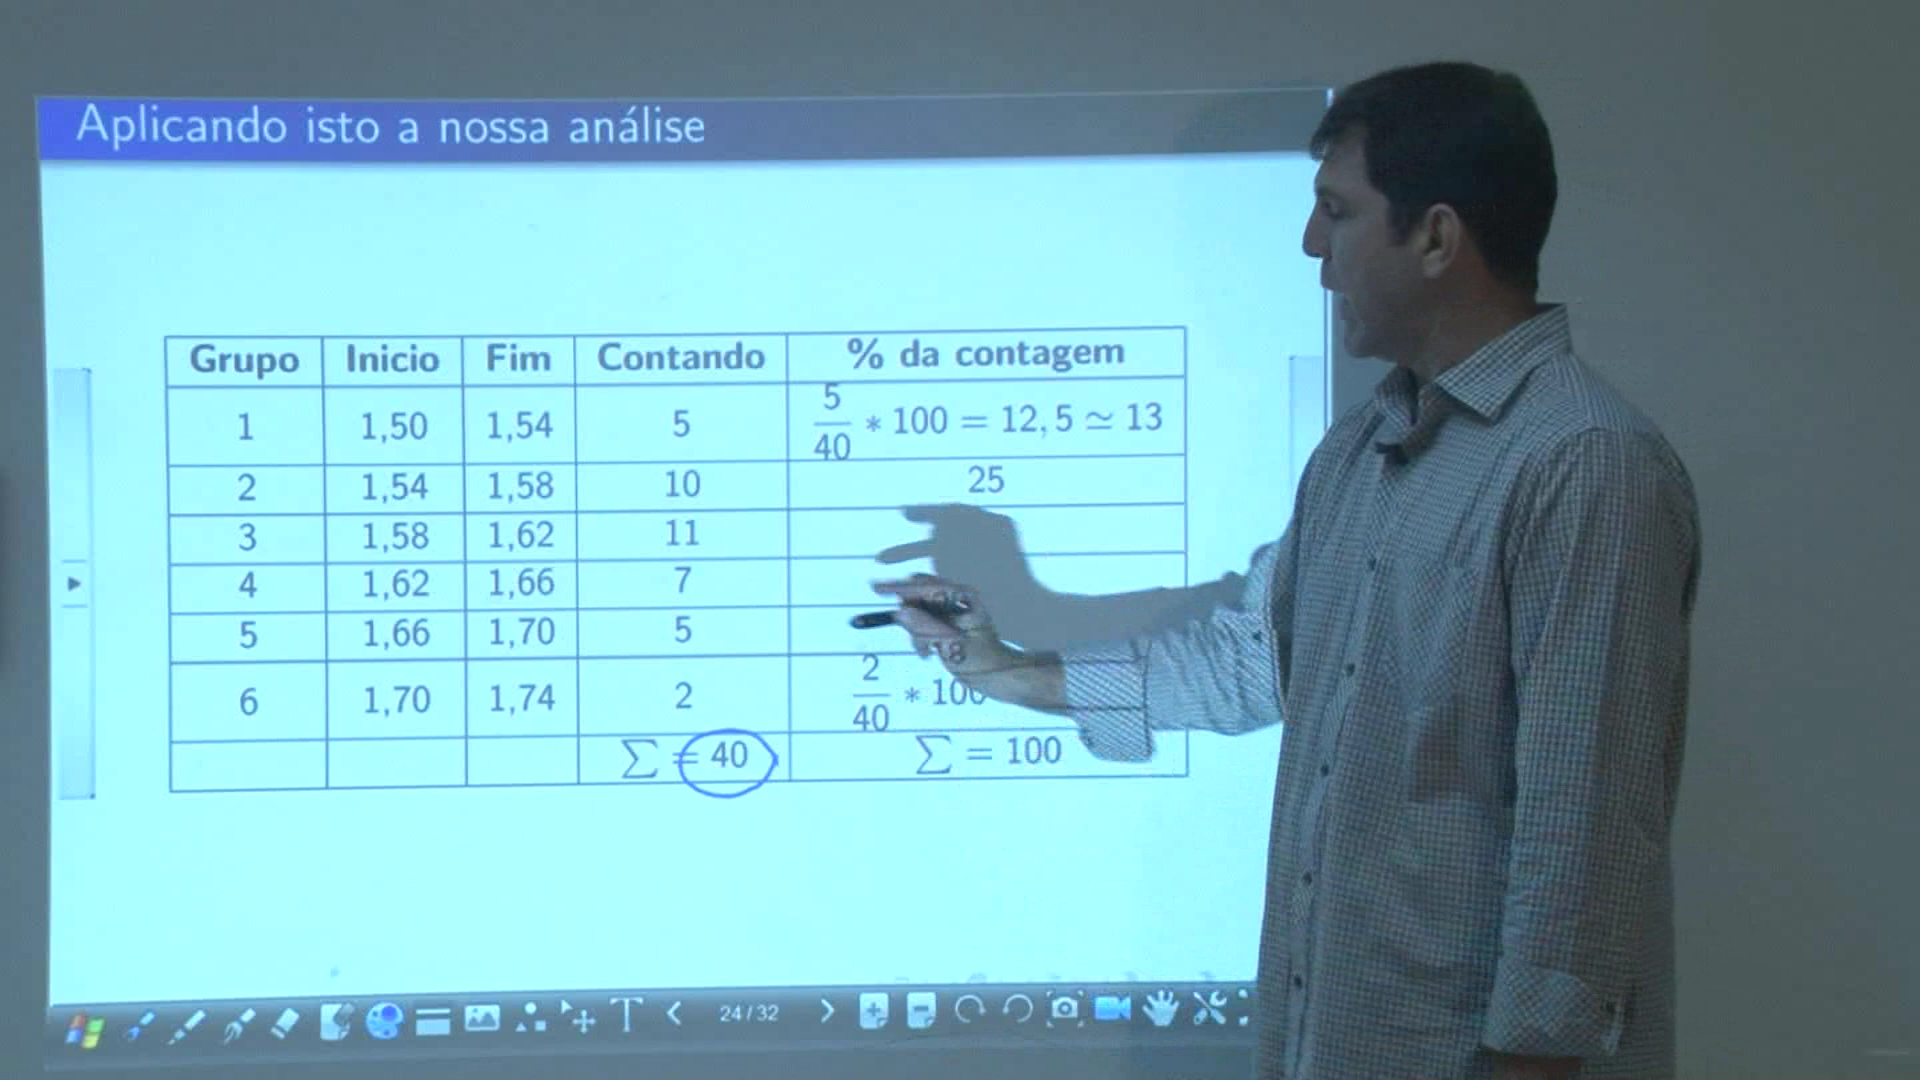 Aplicando isto a nossa análise
Grupo Inicio Fim Contando % da contagem
1 1,50 1,54 5 5/40 * 100 = 12,5 ≃ 13
2 1,54 1,58 10 25
3 1,58 1,62 11
4 1,62 1,66 7
5 1,66 1,70 5
6 1,70 1,74 2 2/40 * 100
∑ = 40 ∑ = 100
24/32